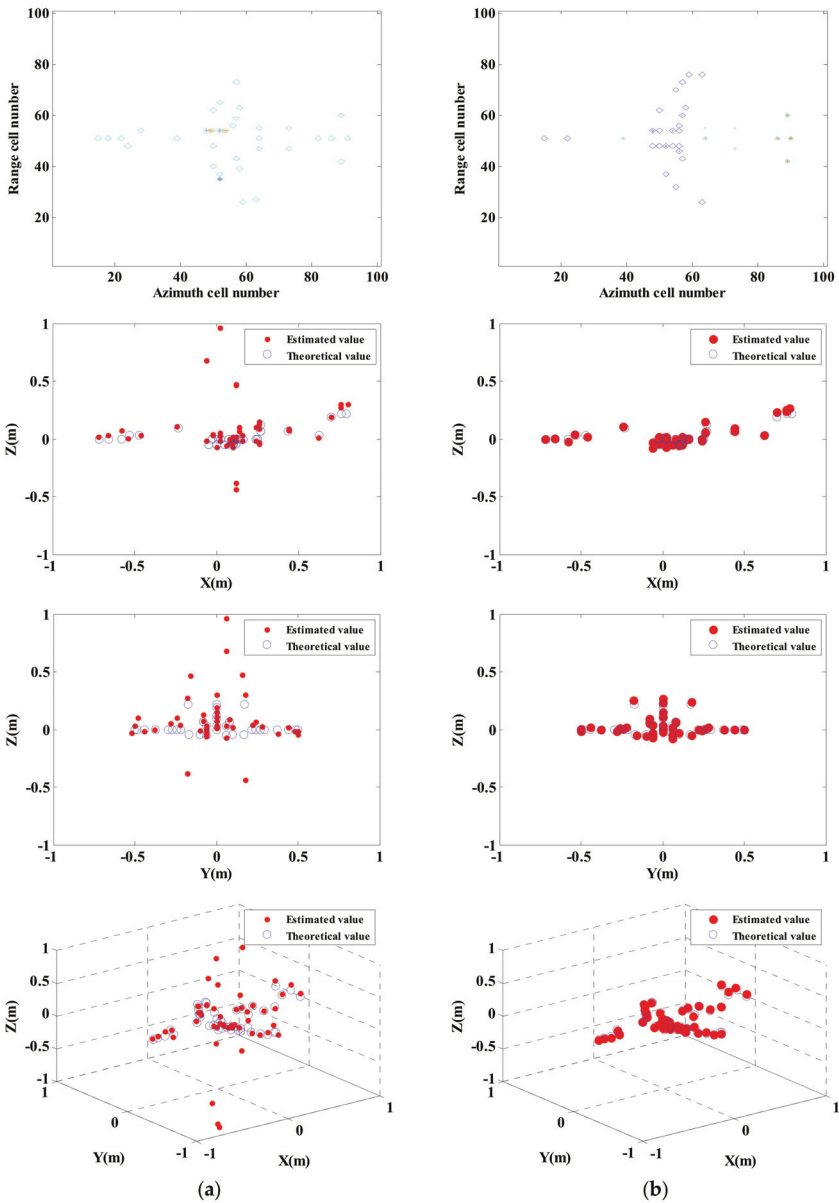 100
80
60
40
20
Range cell number
20 40 60 80 100
Azimuth cell number
100
80
60
40
20
Range cell number
20 40 60 80 100
Azimuth cell number
1
0.5
0
-0.5
-1
Z(m)
Estimated value
Theoretical value
-1 -0.5 0 0.5 1
X(m)
1
0.5
0
-0.5
-1
Z(m)
Estimated value
Theoretical value
-1 -0.5 0 0.5 1
X(m)
1
0.5
0
-0.5
-1
Z(m)
Estimated value
Theoretical value
-1 -0.5 0 0.5 1
Y(m)
1
0.5
0
-0.5
-1
Z(m)
Estimated value
Theoretical value
-1 -0.5 0 0.5 1
Y(m)
Estimated value
Theoretical value
1
0.5
0
-0.5
-1
Z(m)
1
0
-1
Y(m)
-1
0
1
X(m)
Estimated value
Theoretical value
1
0.5
0
-0.5
-1
Z(m)
1
0
-1
Y(m)
-1
0
1
X(m)
(a)
(b)